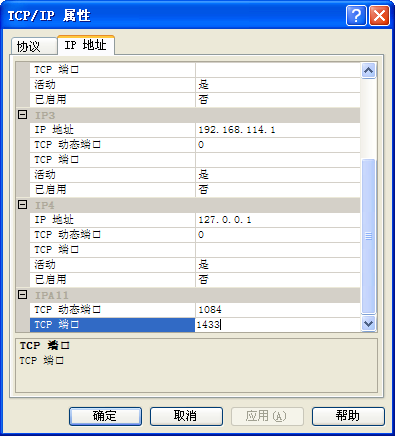 TCP/IP 属性
协议 IP 地址
TCP 端口
活动 是
已启用 否
IP3
IP 地址 192.168.114.1
TCP 动态端口 0
TCP 端口
活动 是
已启用 否
IP4
IP 地址 127.0.0.1
TCP 动态端口 0
TCP 端口
活动 是
已启用 否
IPAll
TCP 动态端口 1084
TCP 端口 1433
TCP 端口
TCP 端口
确定 取消 应用(A) 帮助